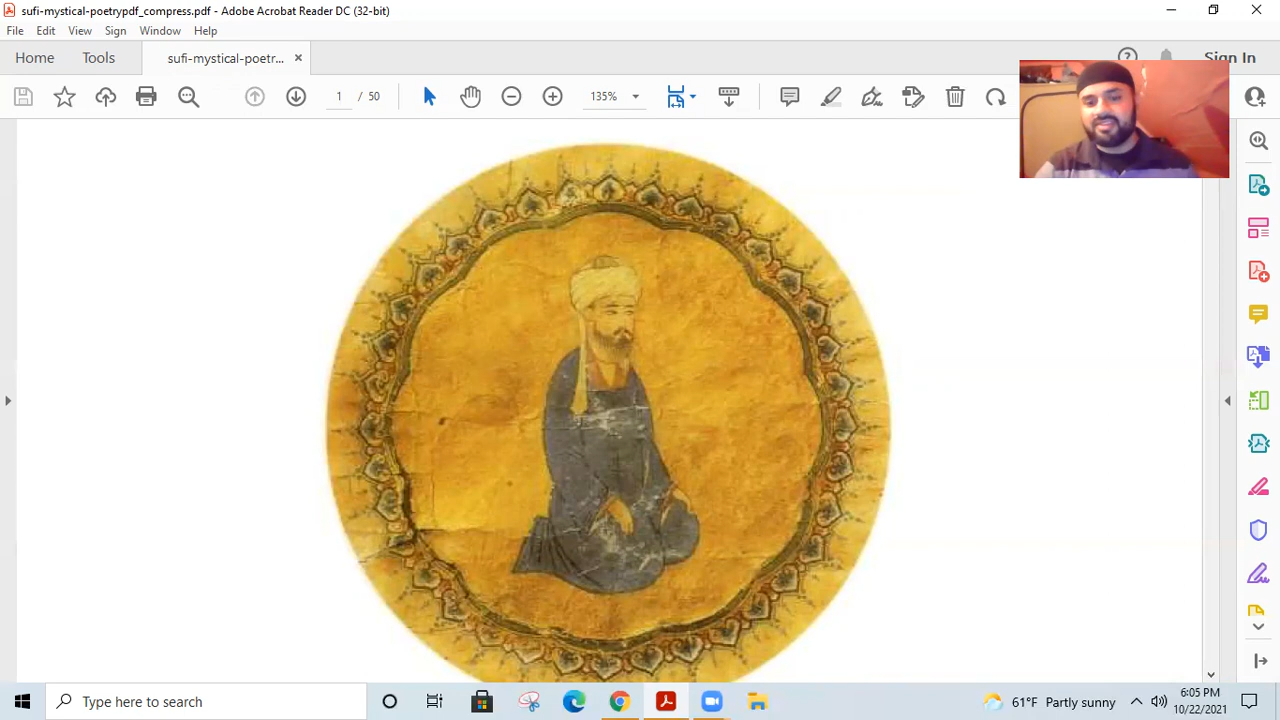 sufi-mystical-poetrypdf_compress.pdf - Adobe Acrobat Reader DC (32-bit)
File Edit View Sign Window Help
Home Tools sufi-mystical-poetr... Sign In
1 / 50 135%
Type here to search
61°F Partly sunny
6:05 PM
10/22/2021